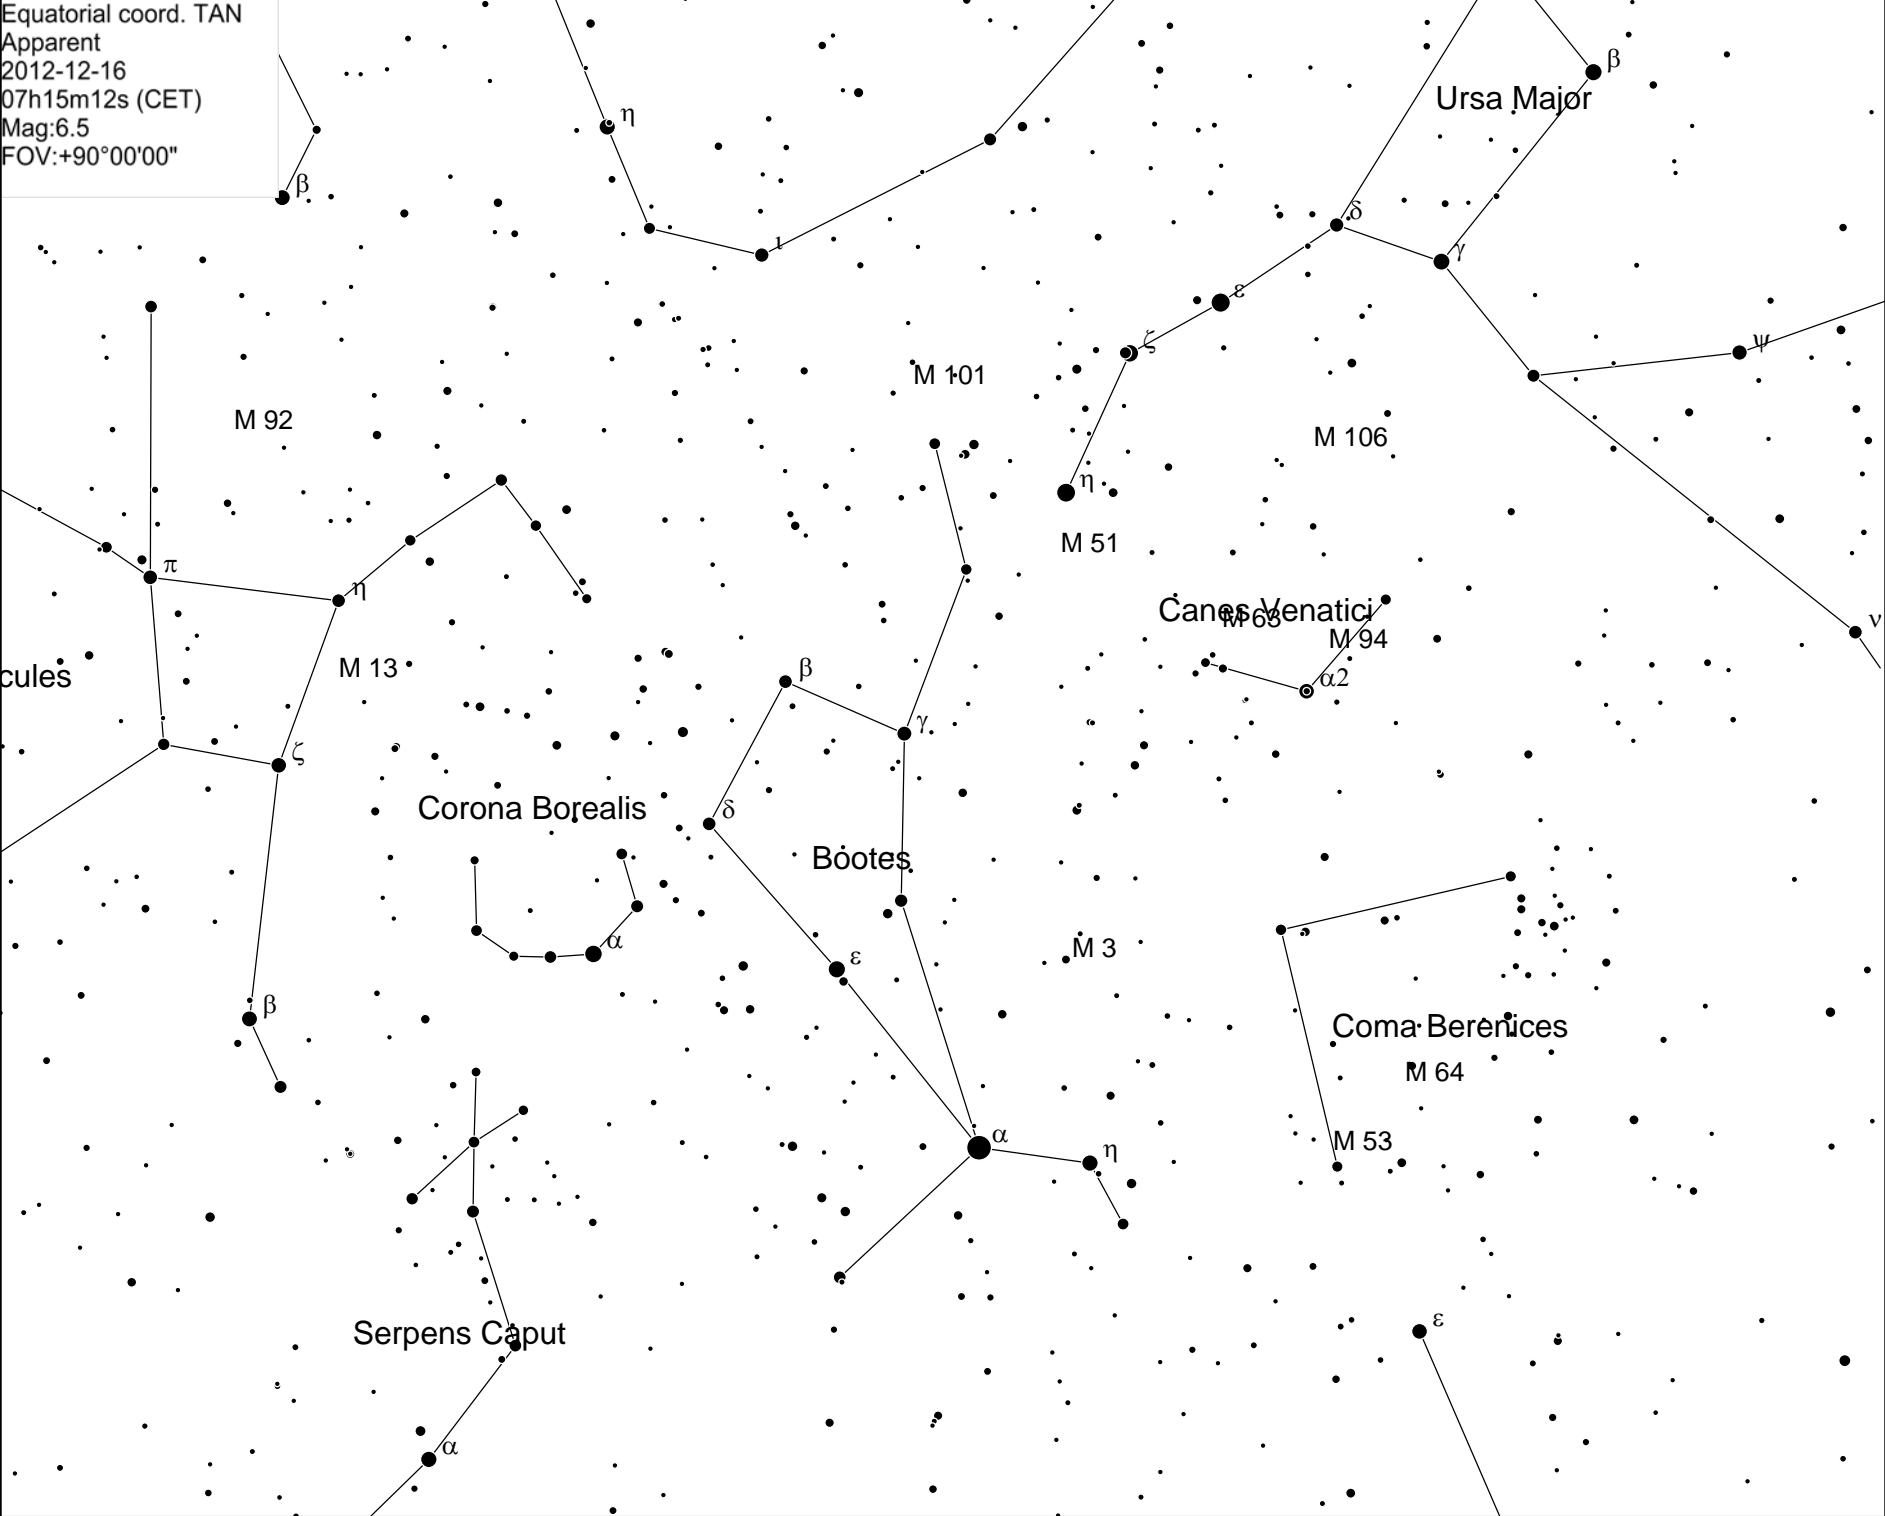 Equatorial coord. TAN
Apparent
2012-12-16
07h15m12s (CET)
Mag:6.5
FOV:+90°00'00"
β
Ursa Major
η
β
δ
ι
γ
ε
ψ
ζ
M 101
M 92
M 106
η
M 51
π
η
Canes Venatici
M 63
ν
M 94
M 13
cules
β
α2
γ
ζ
Corona Borealis
δ
Bootes
α
M 3
ε
β
Coma Berenices
M 64
α
M 53
η
ε
Serpens Caput
α